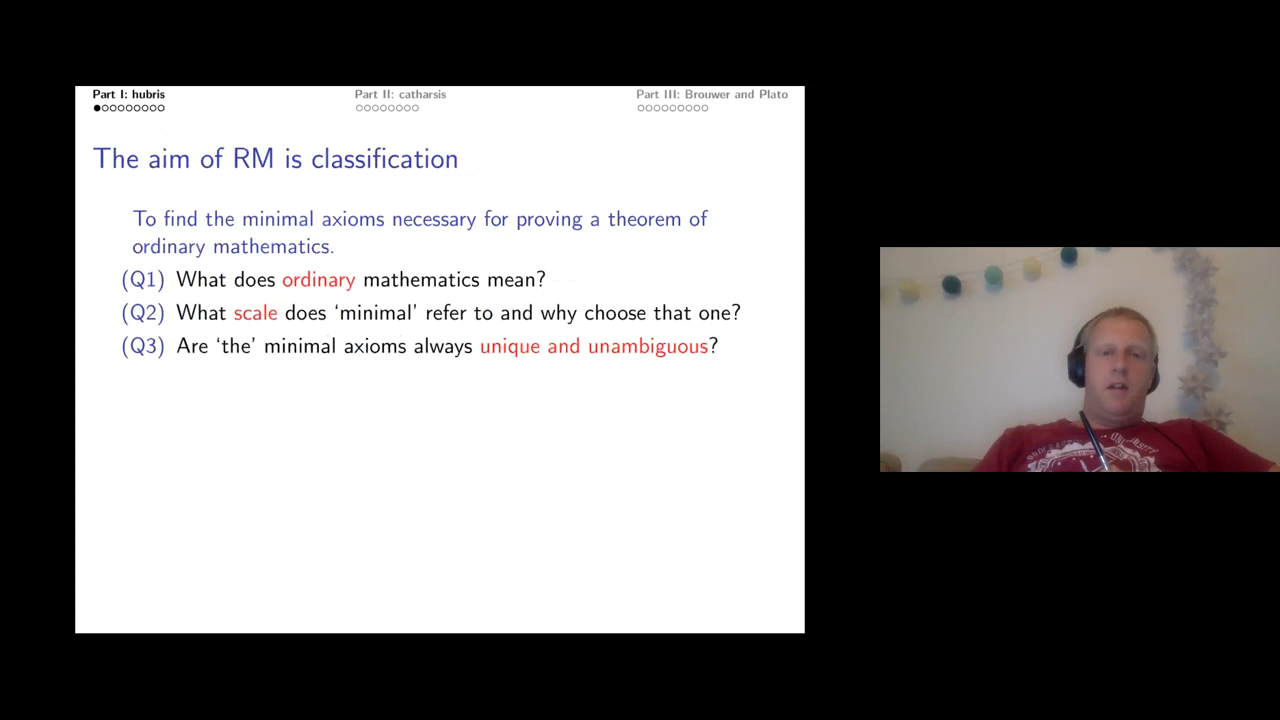 Part I: hubris
Part II: catharsis
Part III: Brouwer and Plato
The aim of RM is classification
To find the minimal axioms necessary for proving a theorem of
ordinary mathematics.
(Q1) What does ordinary mathematics mean?
(Q2) What scale does ‘minimal’ refer to and why choose that one?
(Q3) Are ‘the’ minimal axioms always unique and unambiguous?